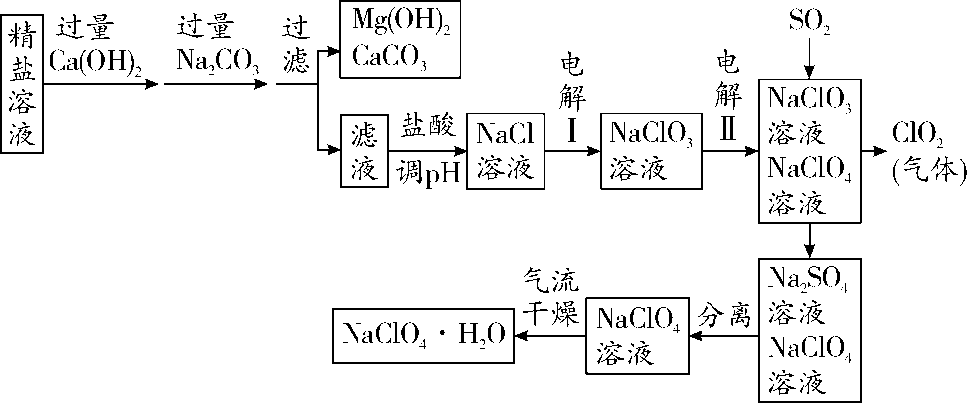 精
盐
溶
液
过量
Ca(OH)₂
过量
Na₂CO₃
过
滤
Mg(OH)₂
CaCO₃
滤
液
盐酸
调pH
NaCl
溶液
电
解
Ⅰ
NaClO₃
溶液
电
解
Ⅱ
SO₂
NaClO₃
溶液
NaClO₄
溶液
ClO₂
(气体)
Na₂SO₄
溶液
NaClO₄
溶液
分离
NaClO₄
溶液
气流
干燥
NaClO₄·H₂O